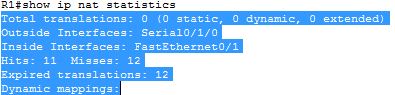 R1#show ip nat statistics
Total translations: 0 (0 static, 0 dynamic, 0 extended)
Outside Interfaces: Serial0/1/0
Inside Interfaces: FastEthernet0/1
Hits: 11  Misses: 12
Expired translations: 12
Dynamic mappings: